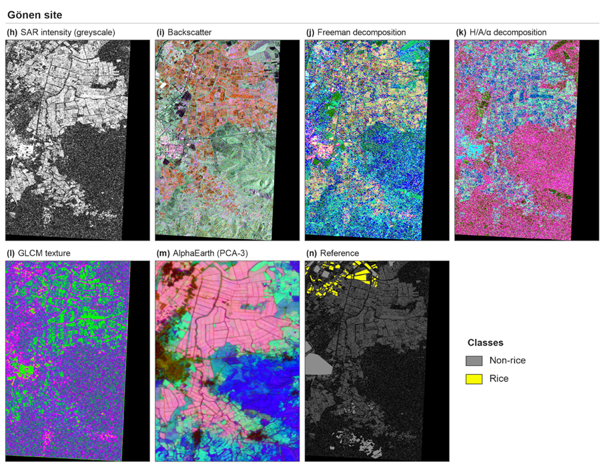 Gönen site
(h) SAR intensity (greyscale)
(i) Backscatter
(j) Freeman decomposition
(k) H/A/α decomposition
(l) GLCM texture
(m) AlphaEarth (PCA-3)
(n) Reference
Classes
Non-rice
Rice